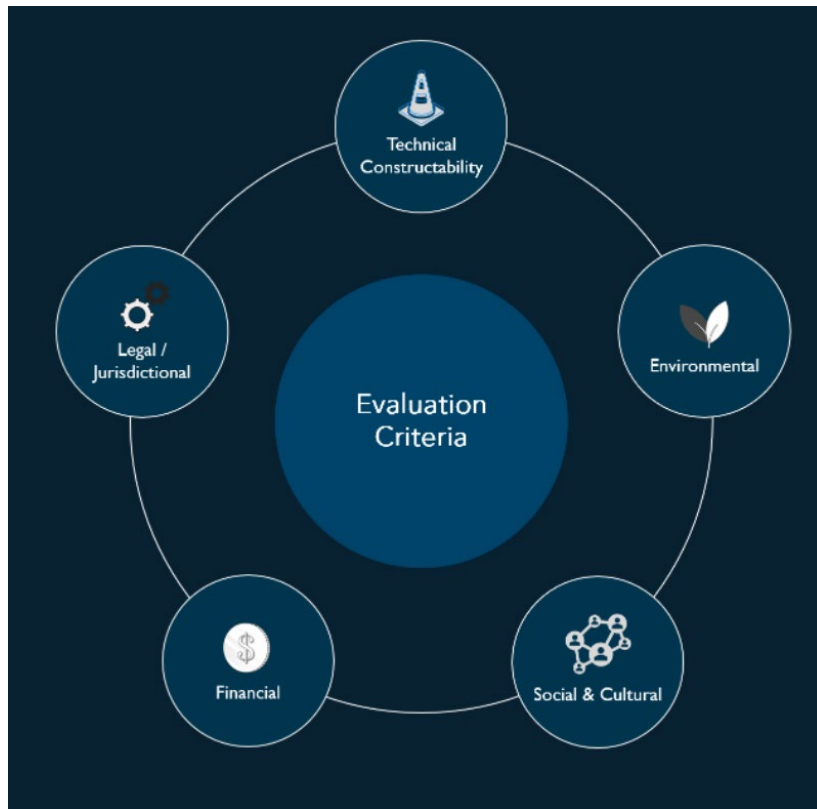 Technical
Constructability
Legal /
Jurisdictional
Environmental
Evaluation
Criteria
$
Financial
Social & Cultural